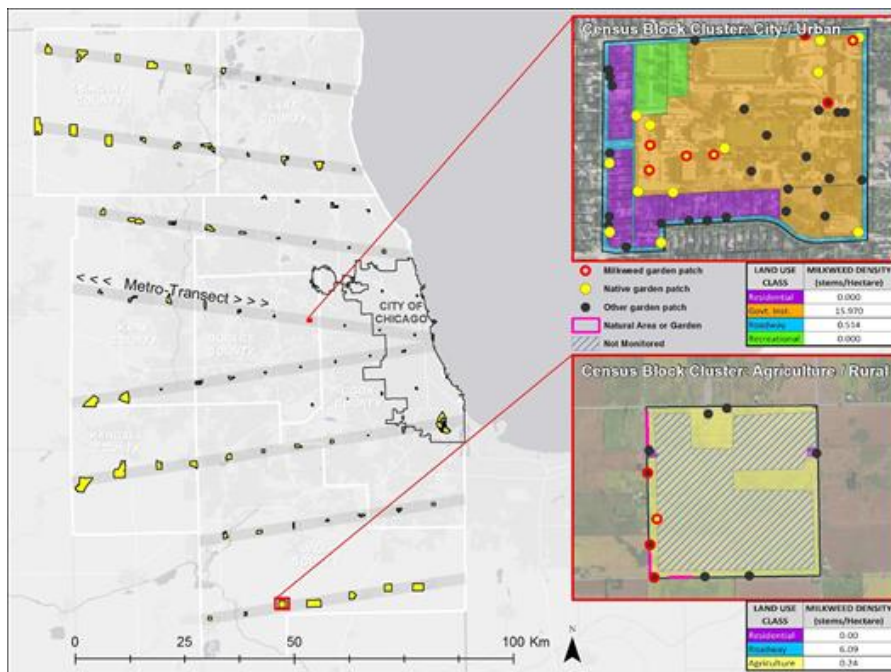 Census Block Cluster: City / Urban
< < < Metro-Transect > > >
CITY OF
CHICAGO
Milkweed garden patch
Native garden patch
Other garden patch
Natural Area or Garden
Not Monitored
LAND USE CLASS MILKWEED DENSITY (stems/Hectare)
Residential 0.000
Govt. Inst. 15.970
Roadway 0.514
Recreational 0.000
Census Block Cluster: Agriculture / Rural
LAND USE CLASS MILKWEED DENSITY (stems/Hectare)
Residential 0.00
Roadway 6.09
Agriculture 0.24
0 25 50 100 Km
N